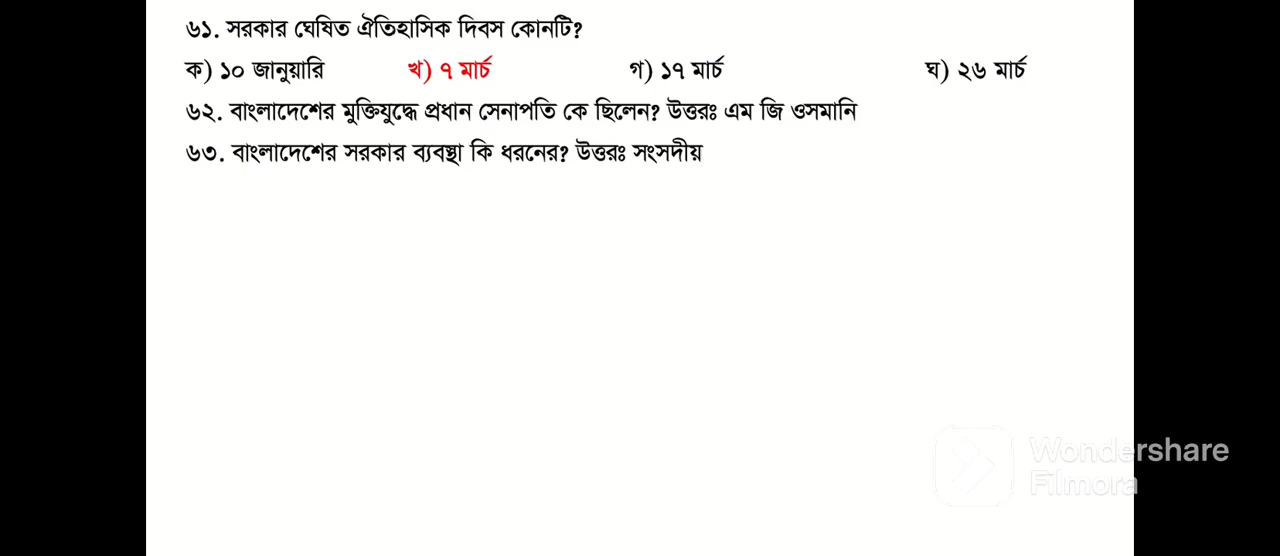 ৬১. সরকার ঘেষিত ঐতিহাসিক দিবস কোনটি?
ক) ১০ জানুয়ারি খ) ৭ মার্চ গ) ১৭ মার্চ ঘ) ২৬ মার্চ
৬২. বাংলাদেশের মুক্তিযুদ্ধে প্রধান সেনাপতি কে ছিলেন? উত্তরঃ এম জি ওসমানি
৬৩. বাংলাদেশের সরকার ব্যবস্থা কি ধরনের? উত্তরঃ সংসদীয়
Wondershare
Filmora